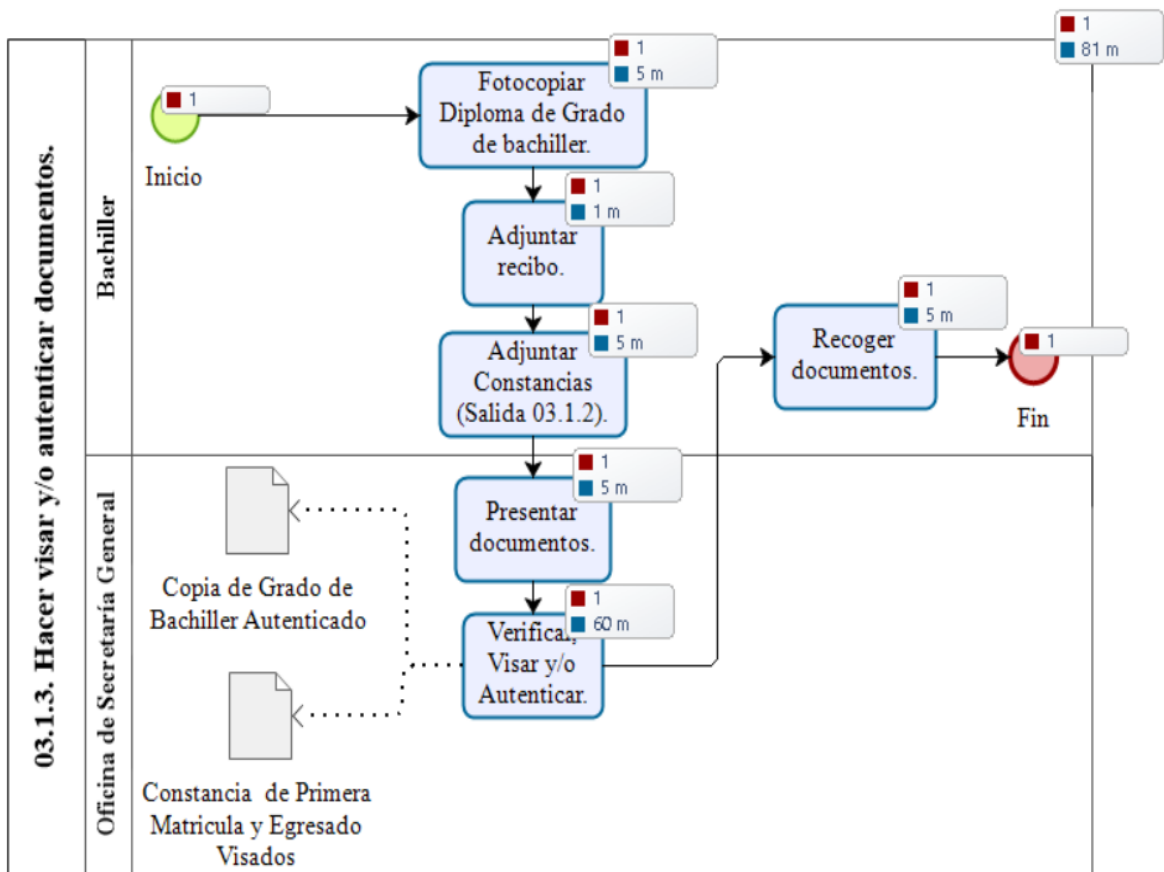 03.1.3. Hacer visar y/o autenticar documentos.
Bachiller
1
Inicio
1
5 m
Fotocopiar
Diploma de Grado
de bachiller.
1
1 m
Adjuntar
recibo.
1
5 m
Adjuntar
Constancias
(Salida 03.1.2).
1
5 m
Recoger
documentos.
1
Fin
1
81 m
Oficina de Secretaría General
1
5 m
Presentar
documentos.
1
60 m
Verificar,
Visar y/o
Autenticar.
Copia de Grado de
Bachiller Autenticado
Constancia de Primera
Matricula y Egresado
Visados